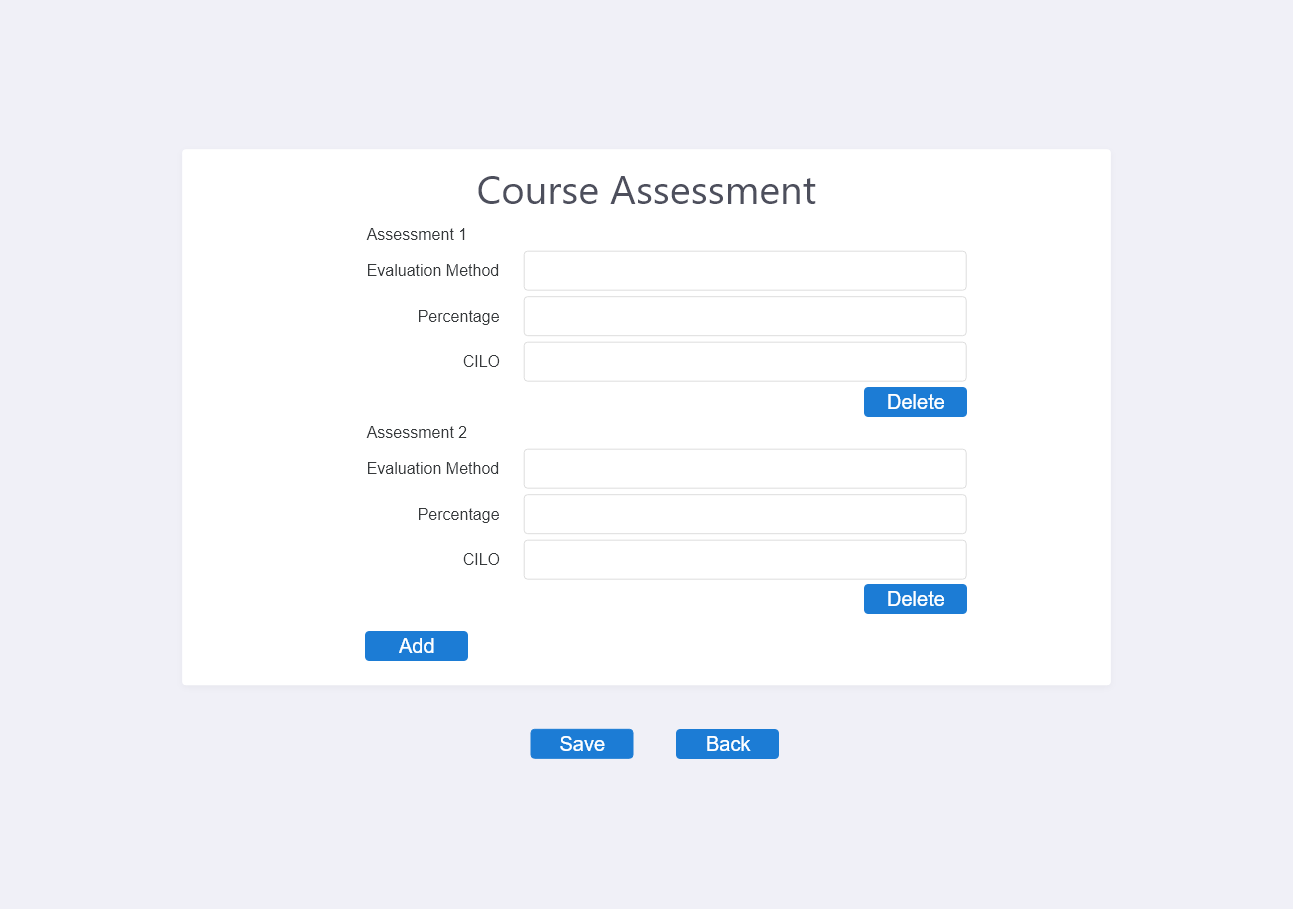 Course Assessment
Assessment 1
Evaluation Method
Percentage
CILO
Delete
Assessment 2
Evaluation Method
Percentage
CILO
Delete
Add
Save Back